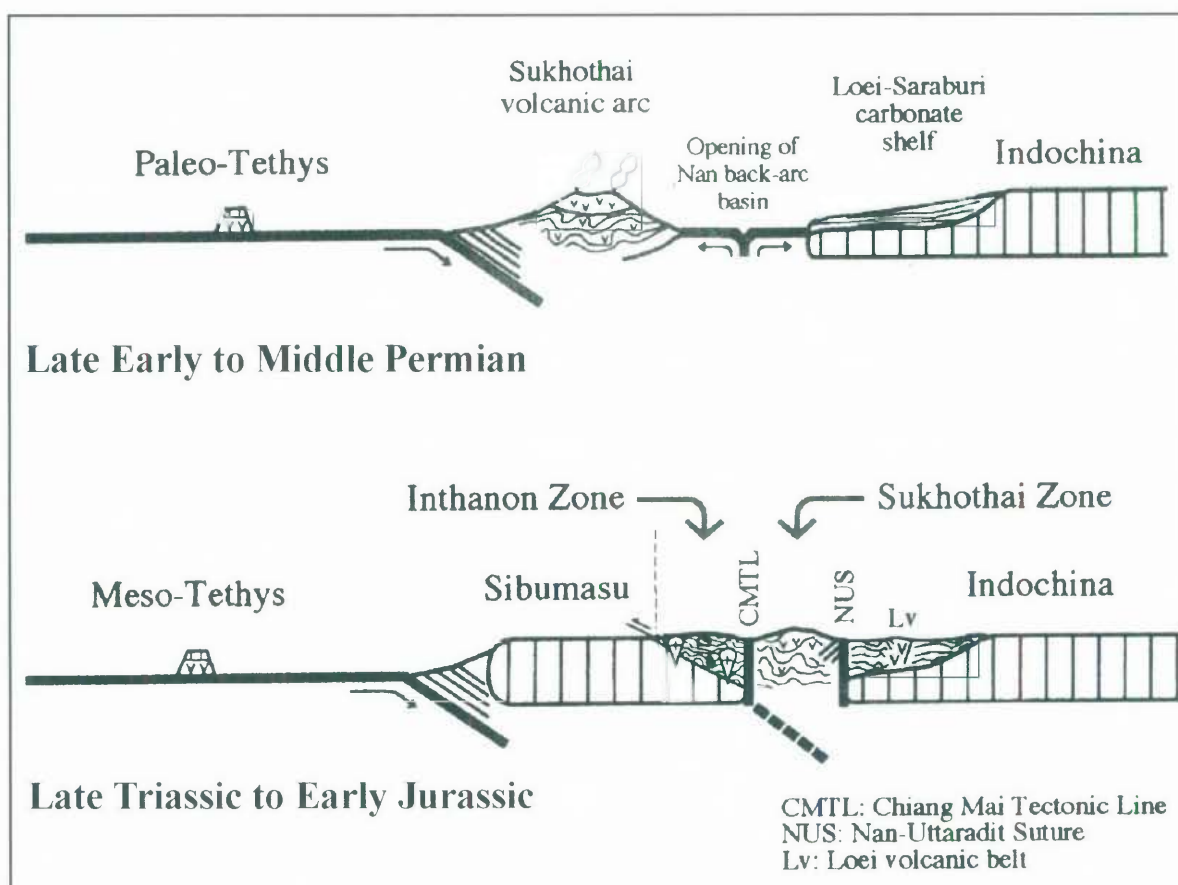 Sukhothai
volcanic arc
Loei-Saraburi
carbonate
shelf
Paleo-Tethys
Opening of
Nan back-arc
basin
Indochina
Late Early to Middle Permian
Inthanon Zone
Sukhothai Zone
Meso-Tethys
Sibumasu
CMTL
NUS
Lv
Indochina
Late Triassic to Early Jurassic
CMTL: Chiang Mai Tectonic Line
NUS: Nan-Uttaradit Suture
Lv: Loei volcanic belt